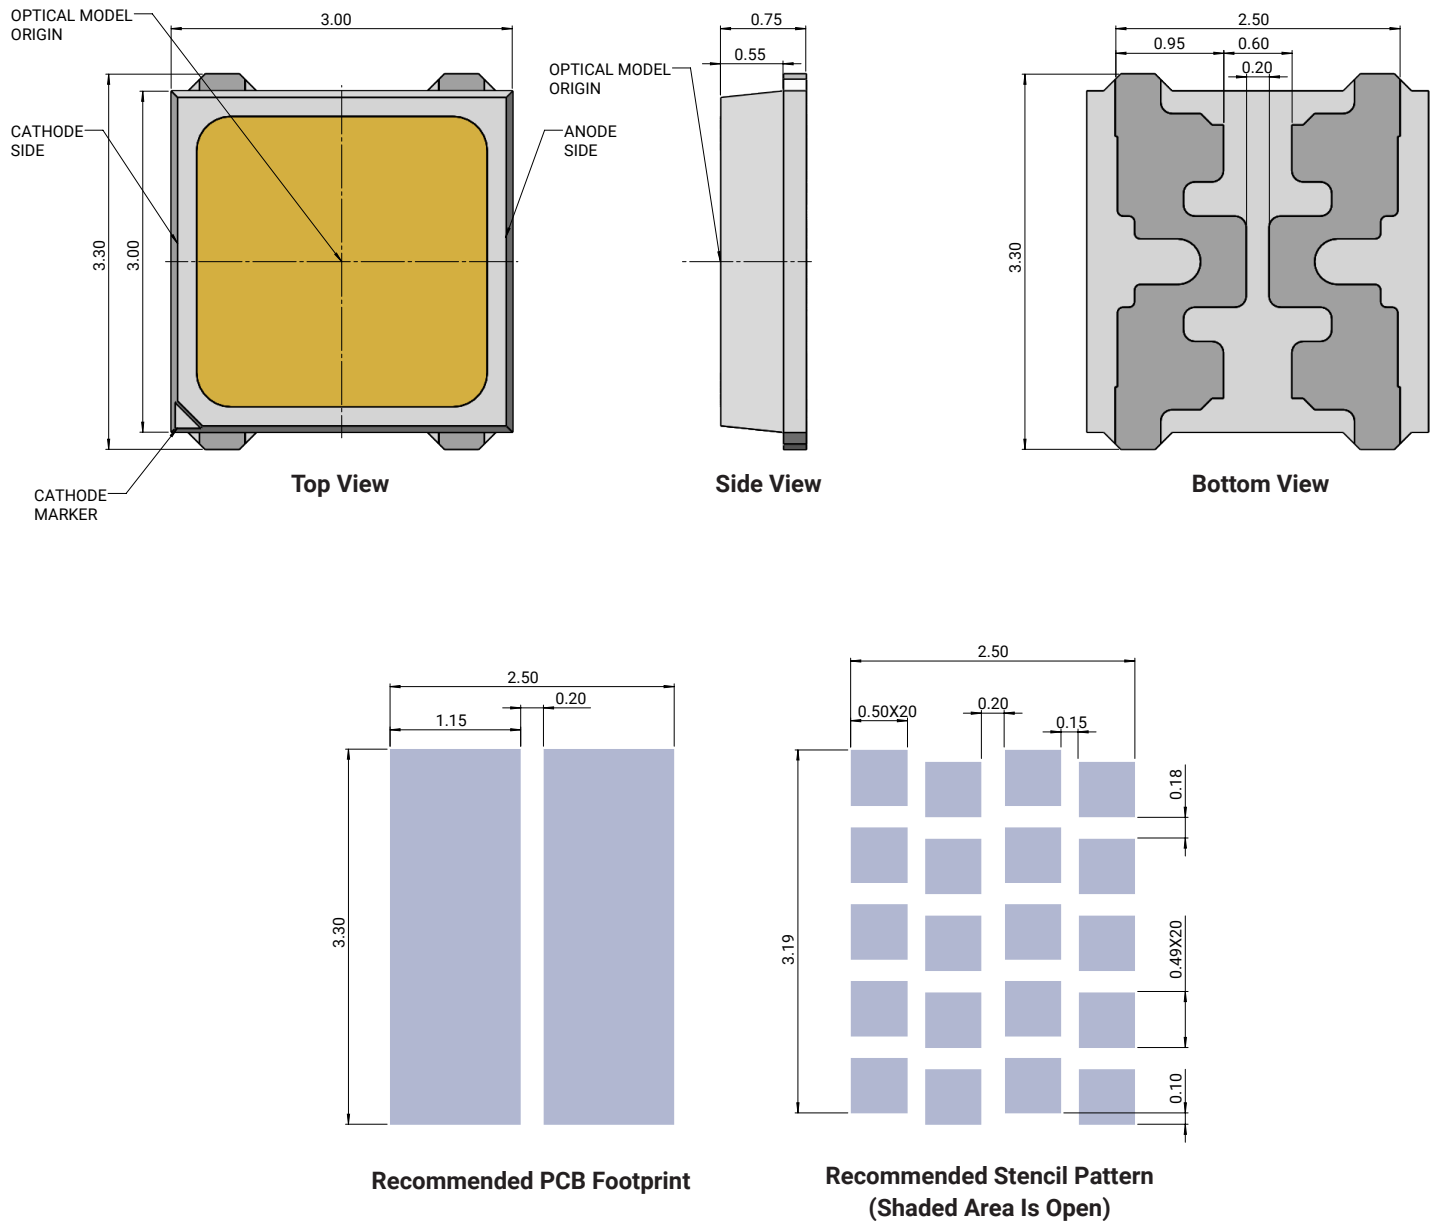 OPTICAL MODEL
ORIGIN
3.00
CATHODE
SIDE
ANODE
SIDE
3.30
3.00
CATHODE
MARKER
Top View
0.75
0.55
OPTICAL MODEL
ORIGIN
Side View
2.50
0.95
0.60
0.20
3.30
Bottom View
2.50
0.20
1.15
3.30
Recommended PCB Footprint
2.50
0.50X20
0.20
0.15
0.18
3.19
0.49X20
0.10
Recommended Stencil Pattern
(Shaded Area Is Open)